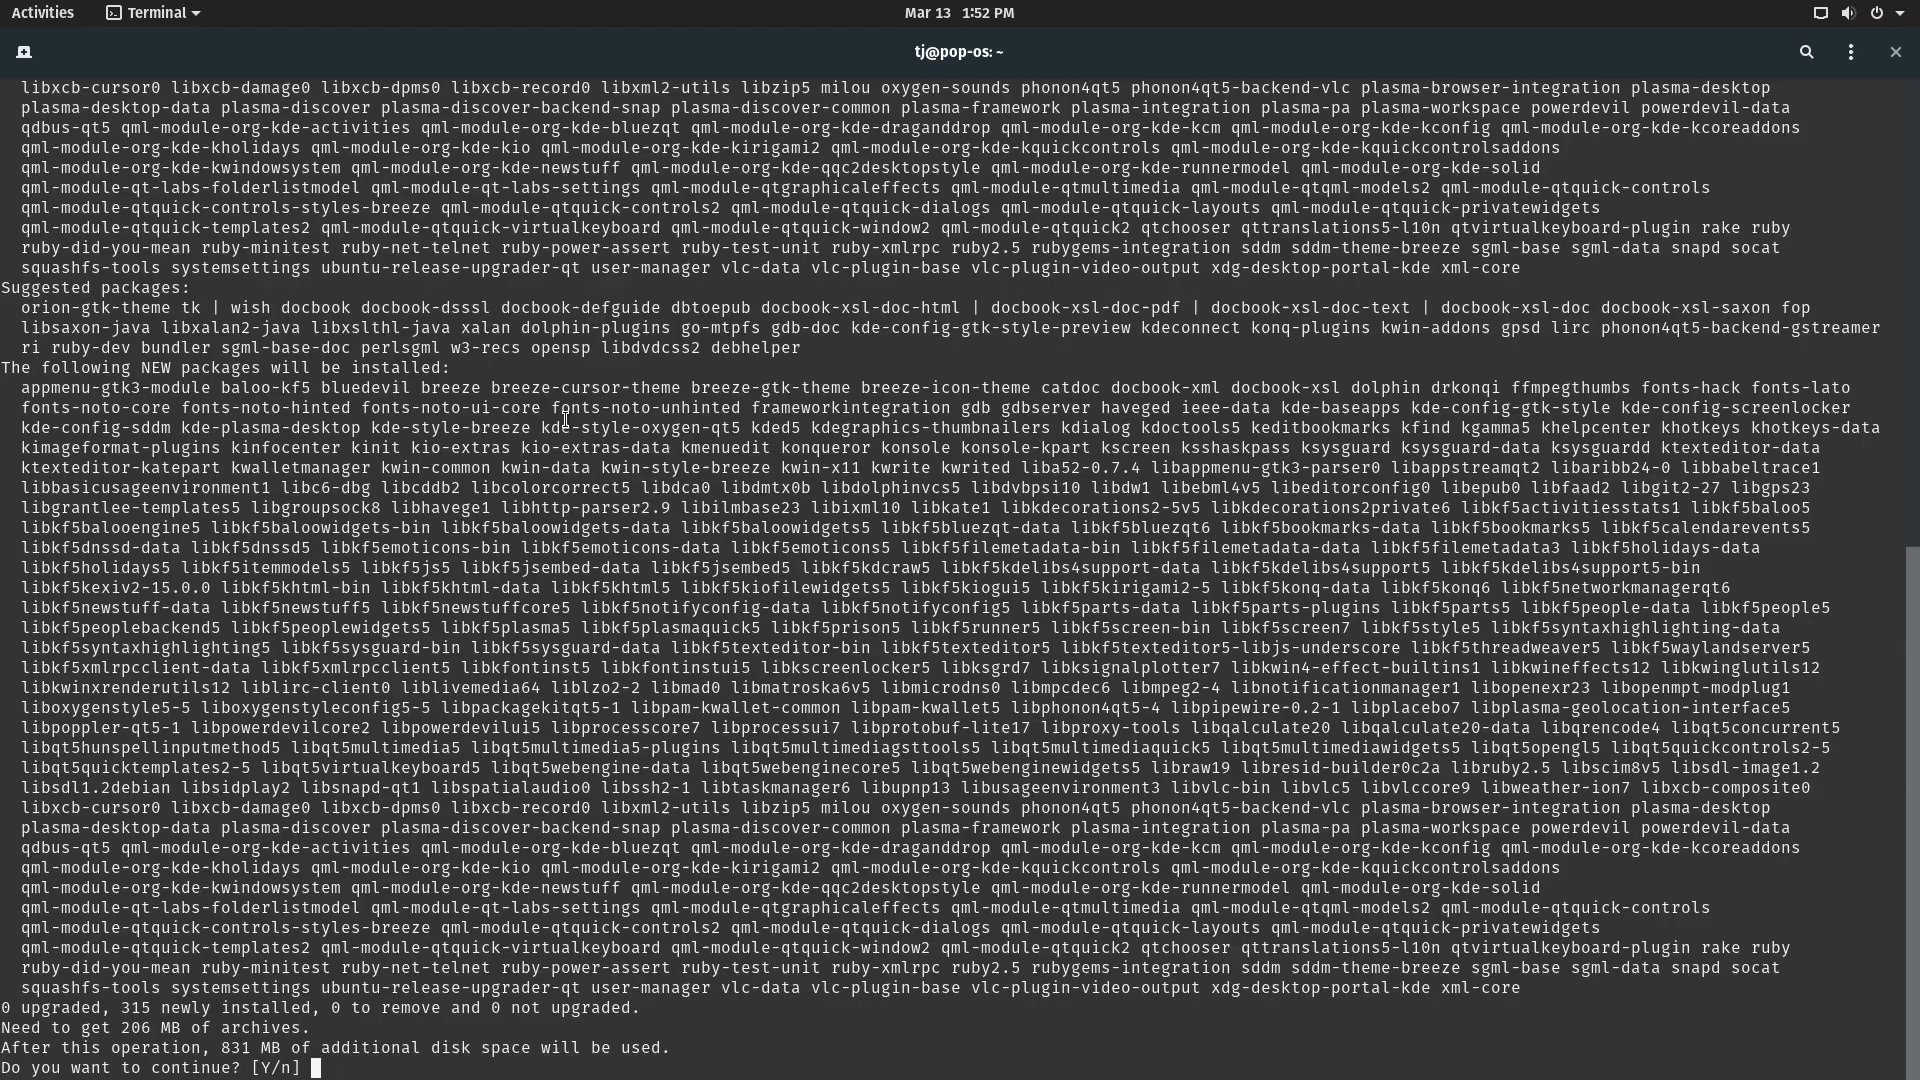 Activities Terminal Mar 13 1:52 PM
tj@pop-os: ~
libxcb-cursor0 libxcb-damage0 libxcb-dpms0 libxcb-record0 libxml2-utils libzip5 milou oxygen-sounds phonon4qt5 phonon4qt5-backend-vlc plasma-browser-integration plasma-desktop
plasma-desktop-data plasma-discover plasma-discover-backend-snap plasma-discover-common plasma-framework plasma-integration plasma-pa plasma-workspace powerdevil powerdevil-data
qdbus-qt5 qml-module-org-kde-activities qml-module-org-kde-bluezqt qml-module-org-kde-draganddrop qml-module-org-kde-kcm qml-module-org-kde-kconfig qml-module-org-kde-kcoreaddons
qml-module-org-kde-kholidays qml-module-org-kde-kio qml-module-org-kde-kirigami2 qml-module-org-kde-kquickcontrols qml-module-org-kde-kquickcontrolsaddons
qml-module-org-kde-kwindowsystem qml-module-org-kde-newstuff qml-module-org-kde-qqc2desktopstyle qml-module-org-kde-runnermodel qml-module-org-kde-solid
qml-module-qt-labs-folderlistmodel qml-module-qt-labs-settings qml-module-qtgraphicaleffects qml-module-qtmultimedia qml-module-qtqml-models2 qml-module-qtquick-controls
qml-module-qtquick-controls-styles-breeze qml-module-qtquick-controls2 qml-module-qtquick-dialogs qml-module-qtquick-layouts qml-module-qtquick-privatewidgets
qml-module-qtquick-templates2 qml-module-qtquick-virtualkeyboard qml-module-qtquick-window2 qml-module-qtquick2 qtchooser qttranslations5-l10n qtvirtualkeyboard-plugin rake ruby
ruby-did-you-mean ruby-minitest ruby-net-telnet ruby-power-assert ruby-test-unit ruby-xmlrpc ruby2.5 rubygems-integration sddm sddm-theme-breeze sgml-base sgml-data snapd socat
squashfs-tools systemsettings ubuntu-release-upgrader-qt user-manager vlc-data vlc-plugin-base vlc-plugin-video-output xdg-desktop-portal-kde xml-core
Suggested packages:
orion-gtk-theme tk | wish docbook docbook-dsssl docbook-defguide dbtoepub docbook-xsl-doc-html | docbook-xsl-doc-pdf | docbook-xsl-doc-text | docbook-xsl-doc docbook-xsl-saxon fop
libsaxon-java libxalan2-java libxslthl-java xalan dolphin-plugins go-mtpfs gdb-doc kde-config-gtk-style-preview kdeconnect konq-plugins kwin-addons gpsd lirc phonon4qt5-backend-gstreamer
ri ruby-dev bundler sgml-base-doc perlsgml w3-recs opensp libdvdcss2 debhelper
The following NEW packages will be installed:
appmenu-gtk3-module baloo-kf5 bluedevil breeze breeze-cursor-theme breeze-gtk-theme breeze-icon-theme catdoc docbook-xml docbook-xsl dolphin drkonqi ffmpegthumbs fonts-hack fonts-lato
fonts-noto-core fonts-noto-hinted fonts-noto-ui-core fonts-noto-unhinted frameworkintegration gdb gdbserver haveged ieee-data kde-baseapps kde-config-gtk-style kde-config-screenlocker
kde-config-sddm kde-plasma-desktop kde-style-breeze kde-style-oxygen-qt5 kded5 kdegraphics-thumbnailers kdialog kdoctools5 keditbookmarks kfind kgamma5 khelpcenter khotkeys khotkeys-data
kimageformat-plugins kinfocenter kinit kio-extras kio-extras-data kmenuedit konqueror konsole konsole-kpart kscreen ksshaskpass ksysguard ksysguard-data ksysguardd ktexteditor-data
ktexteditor-katepart kwalletmanager kwin-common kwin-data kwin-style-breeze kwin-x11 kwrite kwrited liba52-0.7.4 libappmenu-gtk3-parser0 libappstreamqt2 libaribb24-0 libbabeltrace1
libbasicusageenvironment1 libc6-dbg libcddb2 libcolorcorrect5 libdca0 libdmtx0b libdolphinvcs5 libdvbpsi10 libdw1 libebml4v5 libeditorconfig0 libepub0 libfaad2 libgit2-27 libgps23
libgrantlee-templates5 libgroupsock8 libhavege1 libhttp-parser2.9 libilmbase23 libixml10 libkate1 libkdecorations2-5v5 libkdecorations2private6 libkf5activitiesstats1 libkf5baloo5
libkf5balooengine5 libkf5baloowidgets-bin libkf5baloowidgets-data libkf5baloowidgets5 libkf5bluezqt-data libkf5bluezqt6 libkf5bookmarks-data libkf5bookmarks5 libkf5calendarevents5
libkf5dnssd-data libkf5dnssd5 libkf5emoticons-bin libkf5emoticons-data libkf5emoticons5 libkf5filemetadata-bin libkf5filemetadata-data libkf5filemetadata3 libkf5holidays-data
libkf5holidays5 libkf5itemmodels5 libkf5js5 libkf5jsembed-data libkf5jsembed5 libkf5kdcraw5 libkf5kdelibs4support-data libkf5kdelibs4support5 libkf5kdelibs4support5-bin
libkf5kexiv2-15.0.0 libkf5khtml-bin libkf5khtml-data libkf5khtml5 libkf5kiofilewidgets5 libkf5kiogui5 libkf5kirigami2-5 libkf5konq-data libkf5konq6 libkf5networkmanagerqt6
libkf5newstuff-data libkf5newstuff5 libkf5newstuffcore5 libkf5notifyconfig-data libkf5notifyconfig5 libkf5parts-data libkf5parts-plugins libkf5parts5 libkf5people-data libkf5people5
libkf5peoplebackend5 libkf5peoplewidgets5 libkf5plasma5 libkf5plasmaquick5 libkf5prison5 libkf5runner5 libkf5screen-bin libkf5screen7 libkf5style5 libkf5syntaxhighlighting-data
libkf5syntaxhighlighting5 libkf5sysguard-bin libkf5sysguard-data libkf5texteditor-bin libkf5texteditor5 libkf5texteditor5-libjs-underscore libkf5threadweaver5 libkf5waylandserver5
libkf5xmlrpcclient-data libkf5xmlrpcclient5 libkfontinst5 libkfontinstui5 libkscreenlocker5 libksgrd7 libksignalplotter7 libkwin4-effect-builtins1 libkwineffects12 libkwinglutils12
libkwinxrenderutils12 liblirc-client0 liblivemedia64 liblzo2-2 libmad0 libmatroska6v5 libmicrodns0 libmpcdec6 libmpeg2-4 libnotificationmanager1 libopenexr23 libopenmpt-modplug1
liboxygenstyle5-5 liboxygenstyleconfig5-5 libpackagekitqt5-1 libpam-kwallet-common libpam-kwallet5 libphonon4qt5-4 libpipewire-0.2-1 libplacebo7 libplasma-geolocation-interface5
libpoppler-qt5-1 libpowerdevilcore2 libpowerdevilui5 libprocesscore7 libprocessui7 libprotobuf-lite17 libproxy-tools libqalculate20 libqalculate20-data libqrencode4 libqt5concurrent5
libqt5hunspellinputmethod5 libqt5multimedia5 libqt5multimedia5-plugins libqt5multimediagsttools5 libqt5multimediaquick5 libqt5multimediawidgets5 libqt5opengl5 libqt5quickcontrols2-5
libqt5quicktemplates2-5 libqt5virtualkeyboard5 libqt5webengine-data libqt5webenginecore5 libqt5webenginewidgets5 libraw19 libresid-builder0c2a libruby2.5 libscim8v5 libsdl-image1.2
libsdl1.2debian libsidplay2 libsnapd-qt1 libspatialaudio0 libssh2-1 libtaskmanager6 libupnp13 libusageenvironment3 libvlc-bin libvlc5 libvlccore9 libweather-ion7 libxcb-composite0
libxcb-cursor0 libxcb-damage0 libxcb-dpms0 libxcb-record0 libxml2-utils libzip5 milou oxygen-sounds phonon4qt5 phonon4qt5-backend-vlc plasma-browser-integration plasma-desktop
plasma-desktop-data plasma-discover plasma-discover-backend-snap plasma-discover-common plasma-framework plasma-integration plasma-pa plasma-workspace powerdevil powerdevil-data
qdbus-qt5 qml-module-org-kde-activities qml-module-org-kde-bluezqt qml-module-org-kde-draganddrop qml-module-org-kde-kcm qml-module-org-kde-kconfig qml-module-org-kde-kcoreaddons
qml-module-org-kde-kholidays qml-module-org-kde-kio qml-module-org-kde-kirigami2 qml-module-org-kde-kquickcontrols qml-module-org-kde-kquickcontrolsaddons
qml-module-org-kde-kwindowsystem qml-module-org-kde-newstuff qml-module-org-kde-qqc2desktopstyle qml-module-org-kde-runnermodel qml-module-org-kde-solid
qml-module-qt-labs-folderlistmodel qml-module-qt-labs-settings qml-module-qtgraphicaleffects qml-module-qtmultimedia qml-module-qtqml-models2 qml-module-qtquick-controls
qml-module-qtquick-controls-styles-breeze qml-module-qtquick-controls2 qml-module-qtquick-dialogs qml-module-qtquick-layouts qml-module-qtquick-privatewidgets
qml-module-qtquick-templates2 qml-module-qtquick-virtualkeyboard qml-module-qtquick-window2 qml-module-qtquick2 qtchooser qttranslations5-l10n qtvirtualkeyboard-plugin rake ruby
ruby-did-you-mean ruby-minitest ruby-net-telnet ruby-power-assert ruby-test-unit ruby-xmlrpc ruby2.5 rubygems-integration sddm sddm-theme-breeze sgml-base sgml-data snapd socat
squashfs-tools systemsettings ubuntu-release-upgrader-qt user-manager vlc-data vlc-plugin-base vlc-plugin-video-output xdg-desktop-portal-kde xml-core
0 upgraded, 315 newly installed, 0 to remove and 0 not upgraded.
Need to get 206 MB of archives.
After this operation, 831 MB of additional disk space will be used.
Do you want to continue? [Y/n]